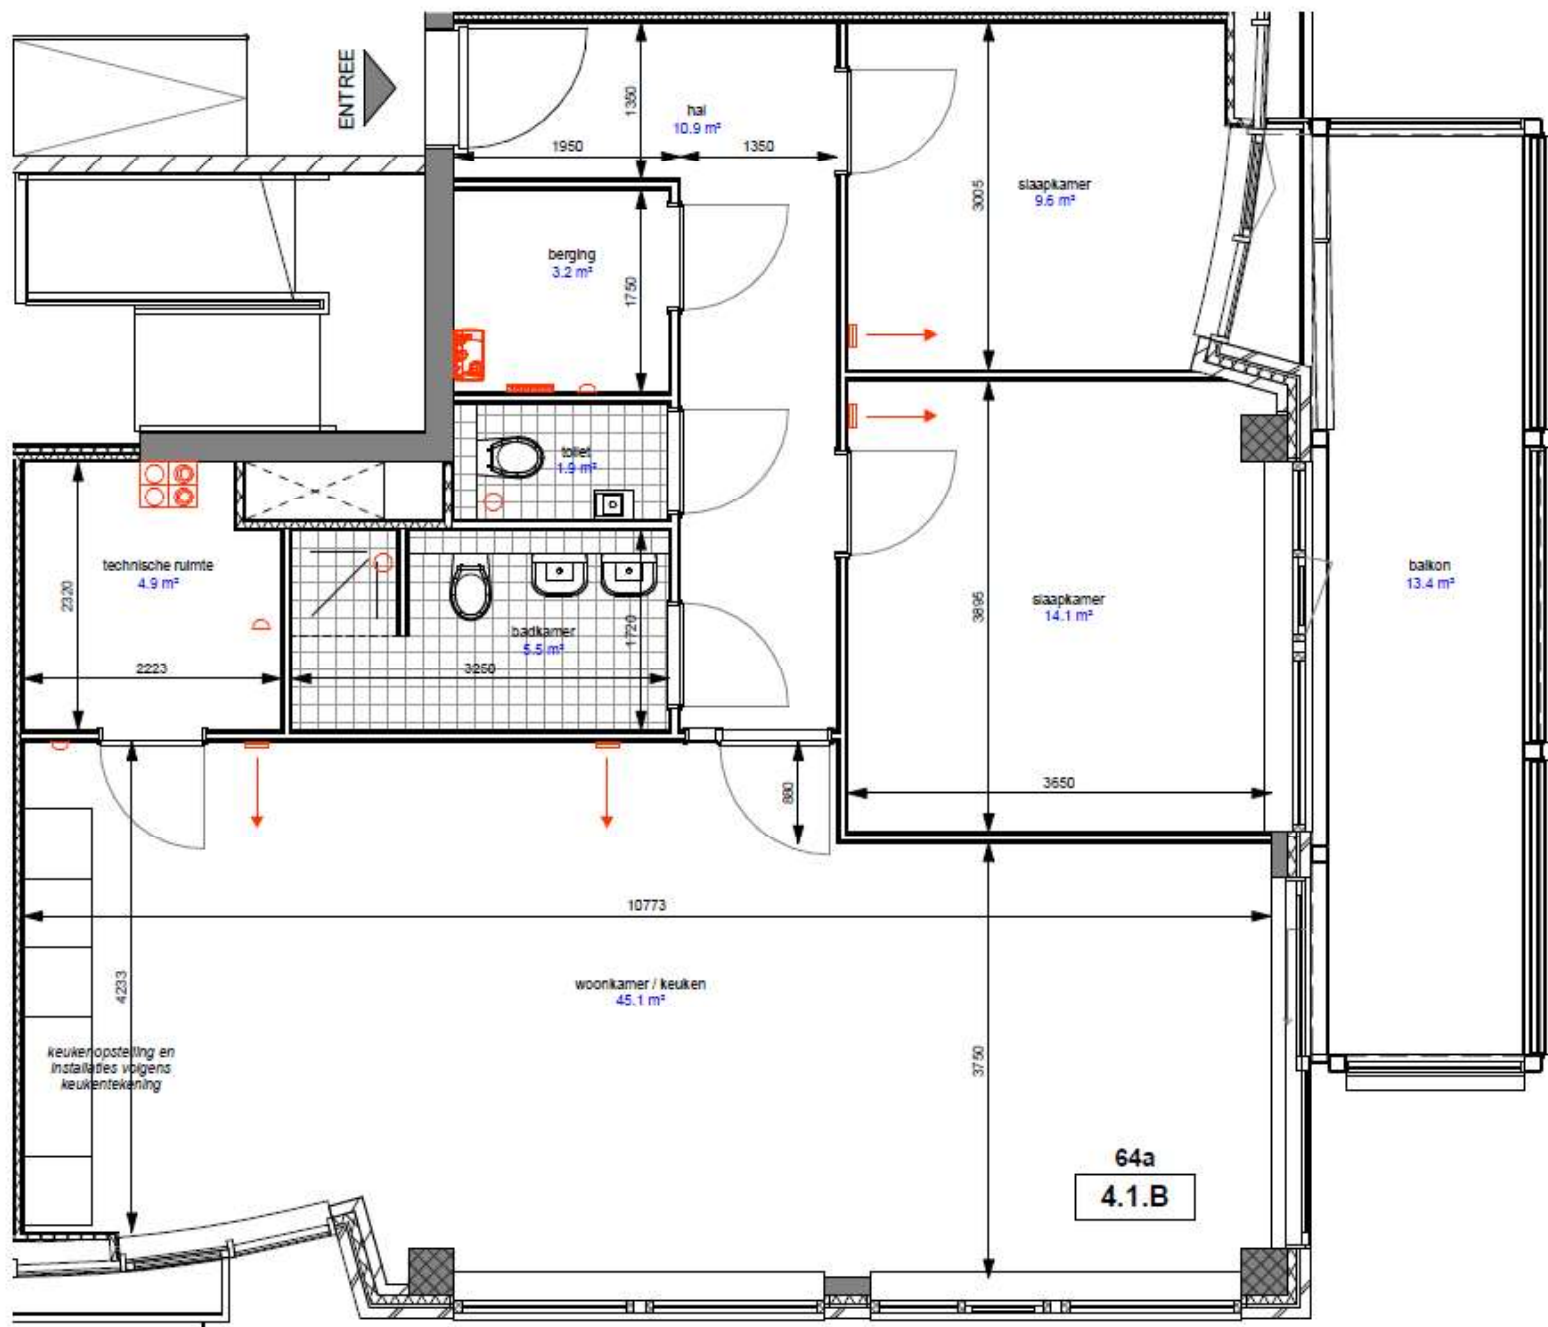 ENTREE
1350
hal
10.9 m²
1950
1350
slaapkamer
9.6 m²
3005
berging
3.2 m²
1750
toilet
1.9 m²
technische ruimte
4.9 m²
2320
2223
badkamer
5.5 m²
1720
3250
slaapkamer
14.1 m²
3895
3650
balkon
13.4 m²
880
10773
4233
woonkamer / keuken
45.1 m²
3750
keukenopstelling en
installaties volgens
keukentekening
64a
4.1.B